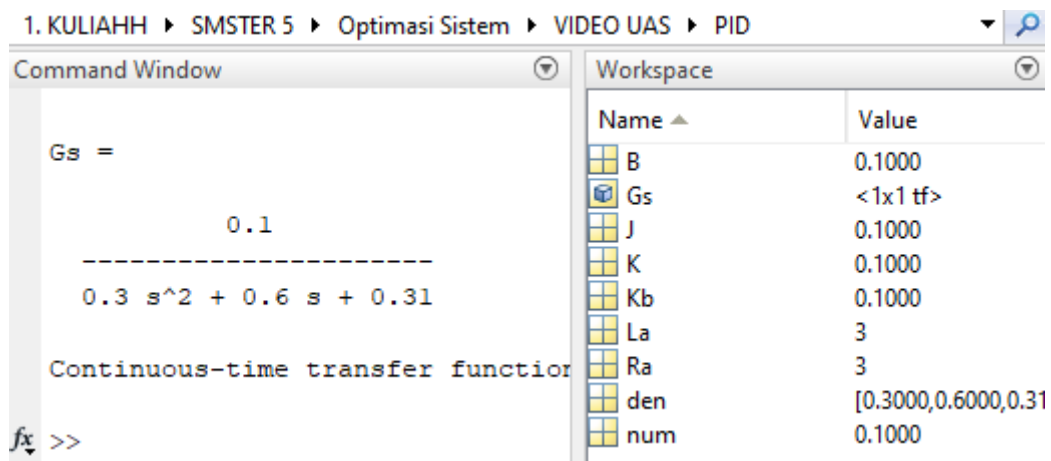 1. KULIAHH ▸ SMSTER 5 ▸ Optimasi Sistem ▸ VIDEO UAS ▸ PID
Command Window
Gs =
0.1
----------------------
0.3 s^2 + 0.6 s + 0.31
Continuous-time transfer function
fx >>
Workspace
Name Value
B 0.1000
Gs <1x1 tf>
J 0.1000
K 0.1000
Kb 0.1000
La 3
Ra 3
den [0.3000,0.6000,0.31
num 0.1000